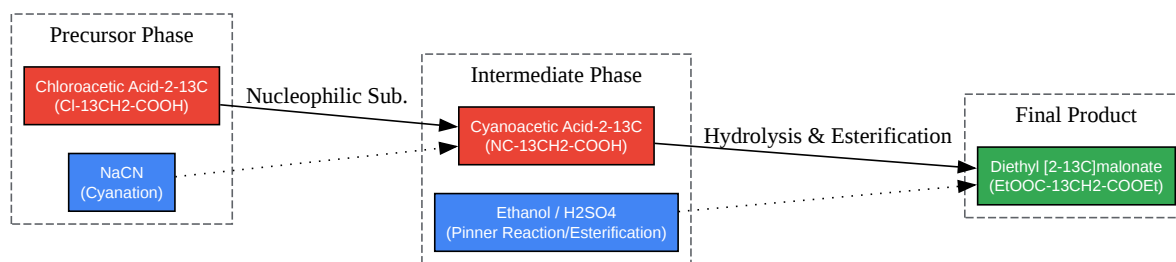 Precursor Phase
Chloroacetic Acid-2-13C
(Cl-13CH2-COOH)
NaCN
(Cyanation)
Nucleophilic Sub.
Intermediate Phase
Cyanoacetic Acid-2-13C
(NC-13CH2-COOH)
Ethanol / H2SO4
(Pinner Reaction/Esterification)
Hydrolysis & Esterification
Final Product
Diethyl [2-13C]malonate
(EtOOC-13CH2-COOEt)